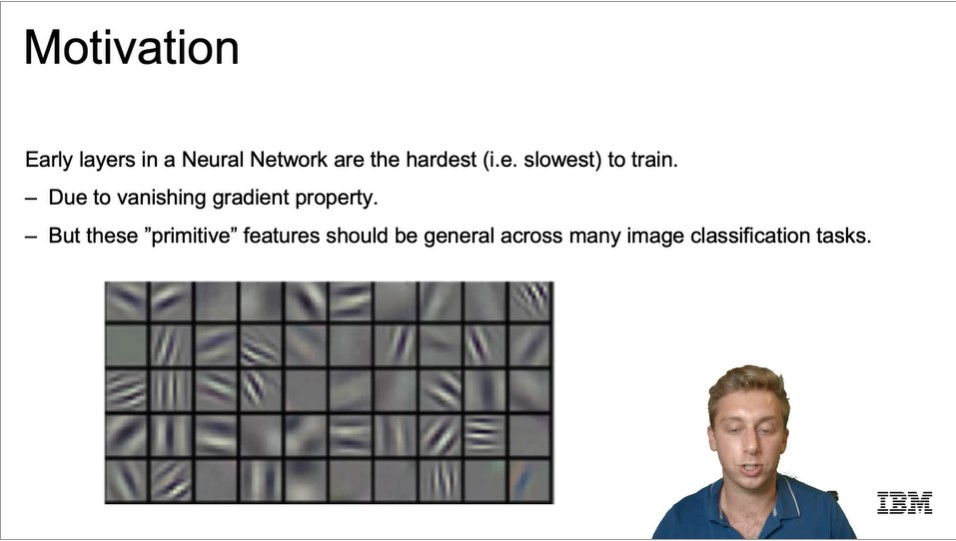 Motivation
Early layers in a Neural Network are the hardest (i.e. slowest) to train.
– Due to vanishing gradient property.
– But these ”primitive” features should be general across many image classification tasks.
IBM